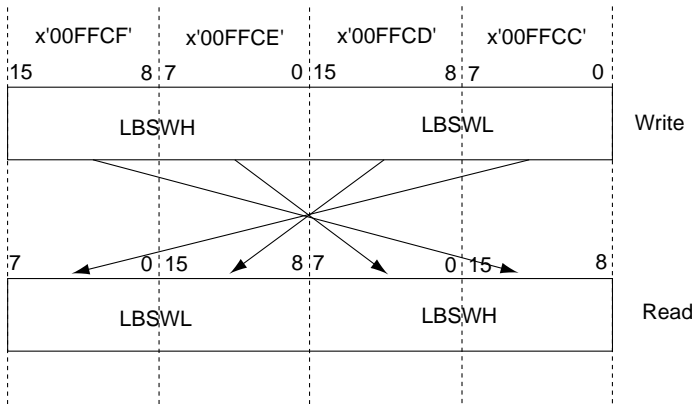 x'00FFCF' x'00FFCE' x'00FFCD' x'00FFCC'
15 8 7 0 15 8 7 0
LBSWH LBSWL Write
7 0 15 8 7 0 15 8
LBSWL LBSWH Read